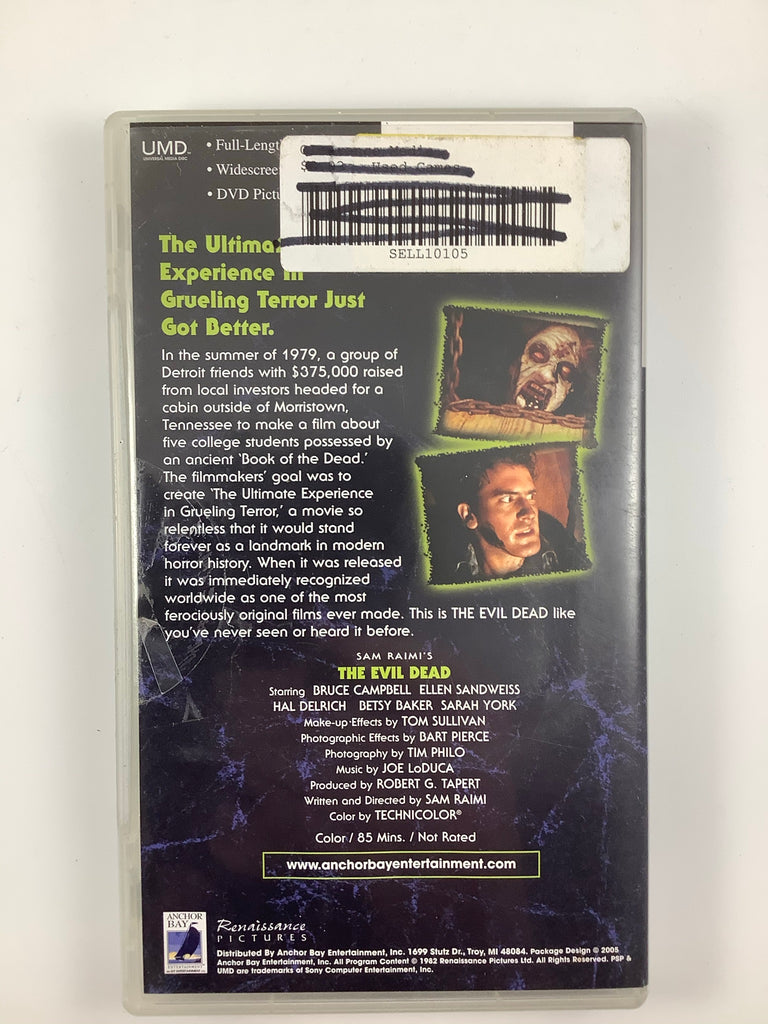 UMD
UNIVERSAL MEDIA DISC
• Full-Lengt
• Widescree
• DVD Pictu
SELL10105
The Ultima
Experience in
Grueling Terror Just
Got Better.
In the summer of 1979, a group of
Detroit friends with $375,000 raised
from local investors headed for a
cabin outside of Morristown,
Tennessee to make a film about
five college students possessed by
an ancient 'Book of the Dead.'
The filmmakers' goal was to
create 'The Ultimate Experience
in Grueling Terror,' a movie so
relentless that it would stand
forever as a landmark in modern
horror history. When it was released
it was immediately recognized
worldwide as one of the most
ferociously original films ever made. This is THE EVIL DEAD like
you've never seen or heard it before.
SAM RAIMI'S
THE EVIL DEAD
Starring BRUCE CAMPBELL ELLEN SANDWEISS
HAL DELRICH BETSY BAKER SARAH YORK
Make-up Effects by TOM SULLIVAN
Photographic Effects by BART PIERCE
Photography by TIM PHILO
Music by JOE LoDUCA
Produced by ROBERT G. TAPERT
Written and Directed by SAM RAIMI
Color by TECHNICOLOR®
Color / 85 Mins. / Not Rated
www.anchorbayentertainment.com
ANCHOR
BAY
ENTERTAINMENT
Renaissance
PICTURES
Distributed By Anchor Bay Entertainment, Inc. 1699 Stutz Dr., Troy, MI 48084. Package Design © 2005
Anchor Bay Entertainment, Inc. All Program Content © 1982 Renaissance Pictures Ltd. All Rights Reserved. PSP &
UMD are trademarks of Sony Computer Entertainment, Inc.